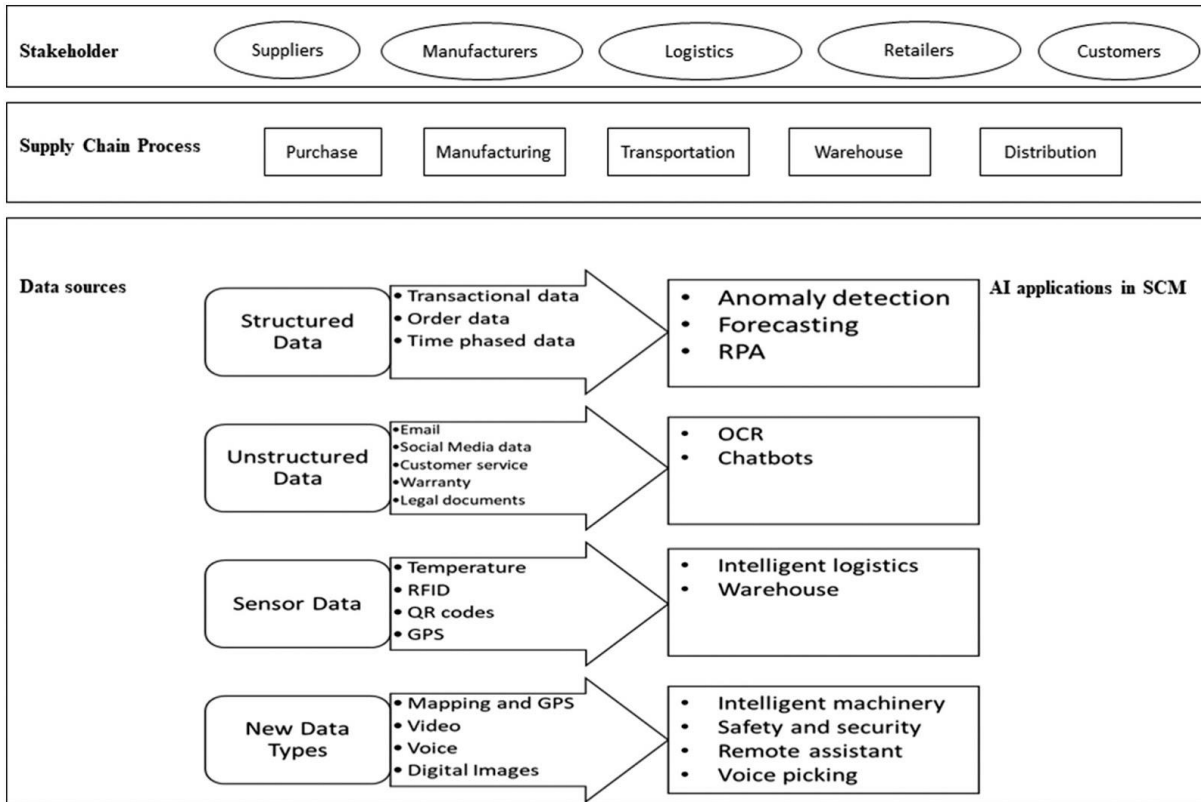 Stakeholder
Suppliers
Manufacturers
Logistics
Retailers
Customers
Supply Chain Process
Purchase
Manufacturing
Transportation
Warehouse
Distribution
Data sources
AI applications in SCM
Structured
Data
• Transactional data
• Order data
• Time phased data
• Anomaly detection
• Forecasting
• RPA
Unstructured
Data
•Email
•Social Media data
•Customer service
•Warranty
•Legal documents
• OCR
• Chatbots
Sensor Data
• Temperature
• RFID
• QR codes
• GPS
• Intelligent logistics
• Warehouse
New Data
Types
• Mapping and GPS
• Video
• Voice
• Digital Images
• Intelligent machinery
• Safety and security
• Remote assistant
• Voice picking